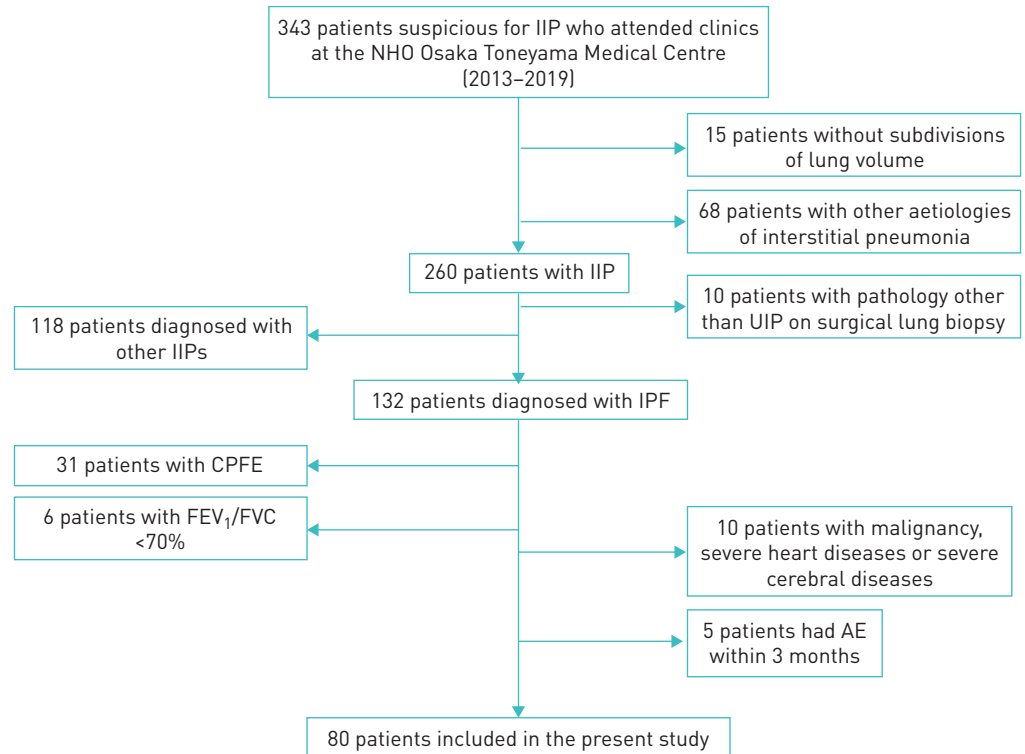 343 patients suspicious for IIP who attended clinics
at the NHO Osaka Toneyama Medical Centre
(2013–2019)
15 patients without subdivisions
of lung volume
68 patients with other aetiologies
of interstitial pneumonia
260 patients with IIP
10 patients with pathology other
than UIP on surgical lung biopsy
118 patients diagnosed with
other IIPs
132 patients diagnosed with IPF
31 patients with CPFE
6 patients with FEV₁/FVC
<70%
10 patients with malignancy,
severe heart diseases or severe
cerebral diseases
5 patients had AE
within 3 months
80 patients included in the present study